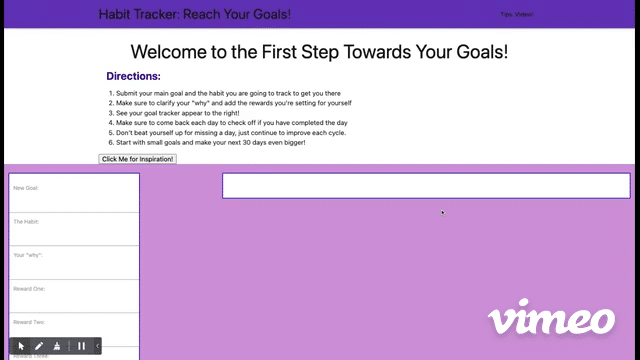 Habit Tracker: Reach Your Goals!
Tips: Videos!
Welcome to the First Step Towards Your Goals!
Directions:
1. Submit your main goal and the habit you are going to track to get you there
2. Make sure to clarify your "why" and add the rewards you're setting for yourself
3. See your goal tracker appear to the right!
4. Make sure to come back each day to check off if you have completed the day
5. Don't beat yourself up for missing a day, just continue to improve each cycle.
6. Start with small goals and make your next 30 days even bigger!
Click Me for Inspiration!
New Goal:
The Habit:
Your "why":
Reward One:
Reward Two:
Reward Three:
vimeo